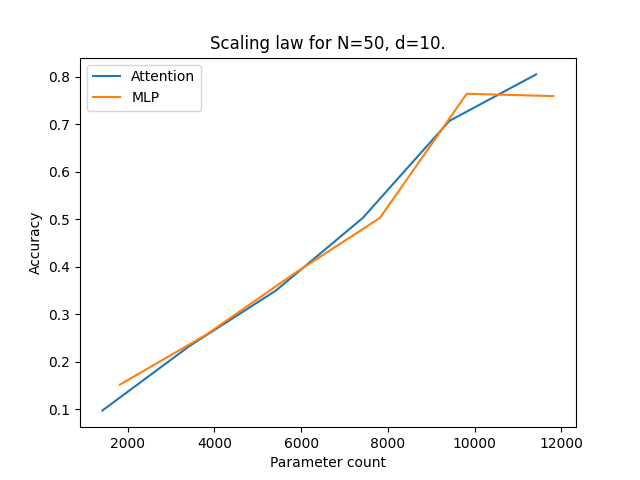 Scaling law for N=50, d=10.
Attention
MLP
0.8
0.7
0.6
0.5
0.4
0.3
0.2
0.1
Accuracy
2000 4000 6000 8000 10000 12000
Parameter count